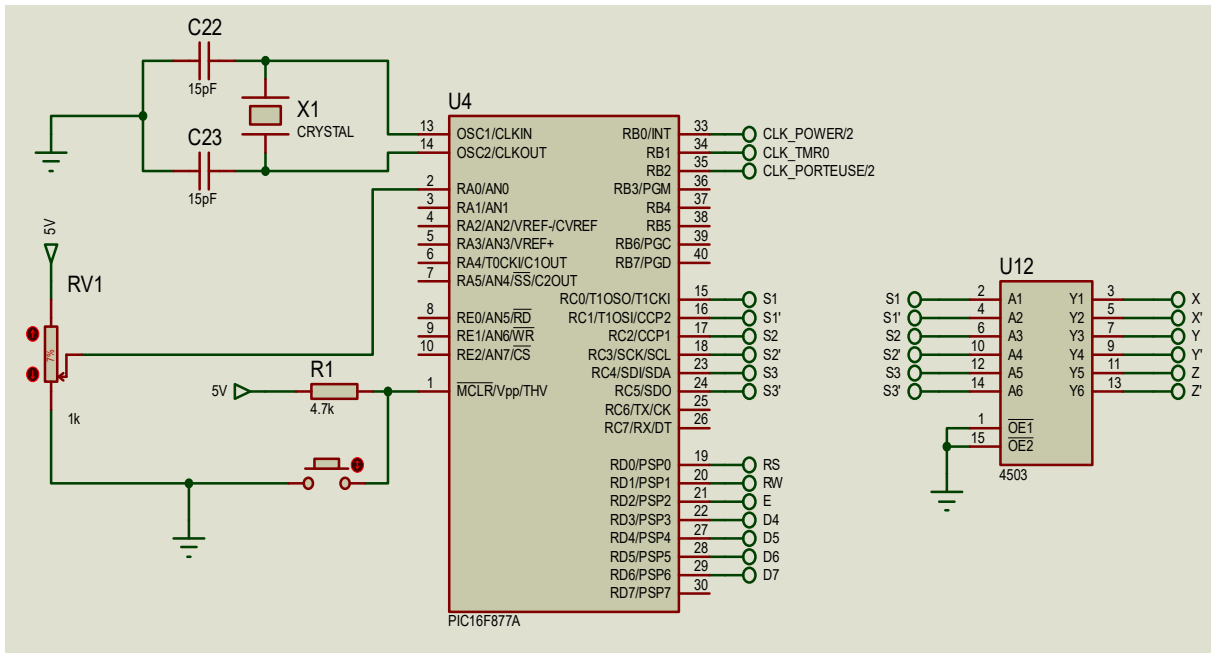 C22
15pF
X1
CRYSTAL
C23
15pF
U4
13 OSC1/CLKIN
14 OSC2/CLKOUT
2 RA0/AN0
3 RA1/AN1
4 RA2/AN2/VREF-/CVREF
5 RA3/AN3/VREF+
6 RA4/T0CKI/C1OUT
7 RA5/AN4/SS/C2OUT
8 RE0/AN5/RD
9 RE1/AN6/WR
10 RE2/AN7/CS
1 MCLR/Vpp/THV
RB0/INT 33 CLK_POWER/2
RB1 34 CLK_TMR0
RB2 35 CLK_PORTEUSE/2
RB3/PGM 36
RB4 37
RB5 38
RB6/PGC 39
RB7/PGD 40
RC0/T1OSO/T1CKI 15 S1
RC1/T1OSI/CCP2 16 S1'
RC2/CCP1 17 S2
RC3/SCK/SCL 18 S2'
RC4/SDI/SDA 23 S3
RC5/SDO 24 S3'
RC6/TX/CK 25
RC7/RX/DT 26
RD0/PSP0 19 RS
RD1/PSP1 20 RW
RD2/PSP2 21 E
RD3/PSP3 22 D4
RD4/PSP4 27 D5
RD5/PSP5 28 D6
RD6/PSP6 29 D7
RD7/PSP7 30
PIC16F877A
5V
RV1
7%
1k
5V
R1
4.7k
U12
S1 2 A1 Y1 3 X
S1' 4 A2 Y2 5 X'
S2 6 A3 Y3 7 Y
S2' 10 A4 Y4 9 Y'
S3 12 A5 Y5 11 Z
S3' 14 A6 Y6 13 Z'
1 OE1
15 OE2
4503